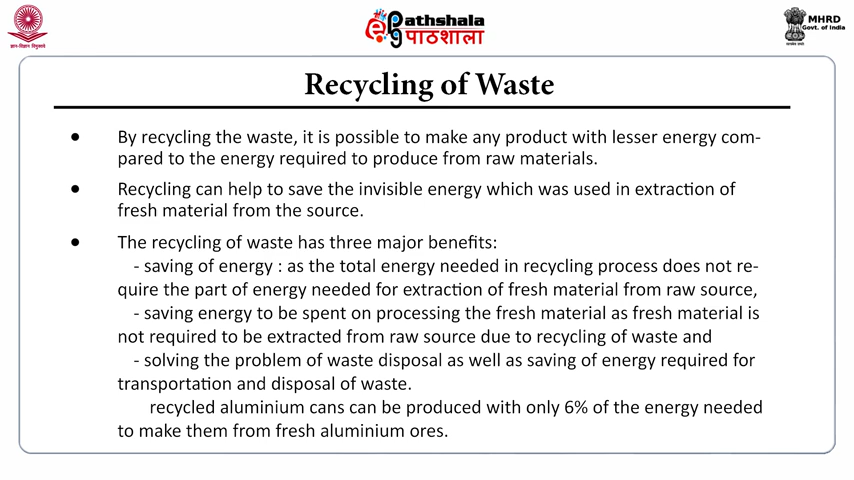 ज्ञान-विज्ञान विमुक्तये
ePathshala
पाठशाला
MHRD
Govt. of India
Recycling of Waste
● By recycling the waste, it is possible to make any product with lesser energy com-
pared to the energy required to produce from raw materials.
● Recycling can help to save the invisible energy which was used in extraction of
fresh material from the source.
● The recycling of waste has three major benefits:
- saving of energy : as the total energy needed in recycling process does not re-
quire the part of energy needed for extraction of fresh material from raw source,
- saving energy to be spent on processing the fresh material as fresh material is
not required to be extracted from raw source due to recycling of waste and
- solving the problem of waste disposal as well as saving of energy required for
transportation and disposal of waste.
recycled aluminium cans can be produced with only 6% of the energy needed
to make them from fresh aluminium ores.